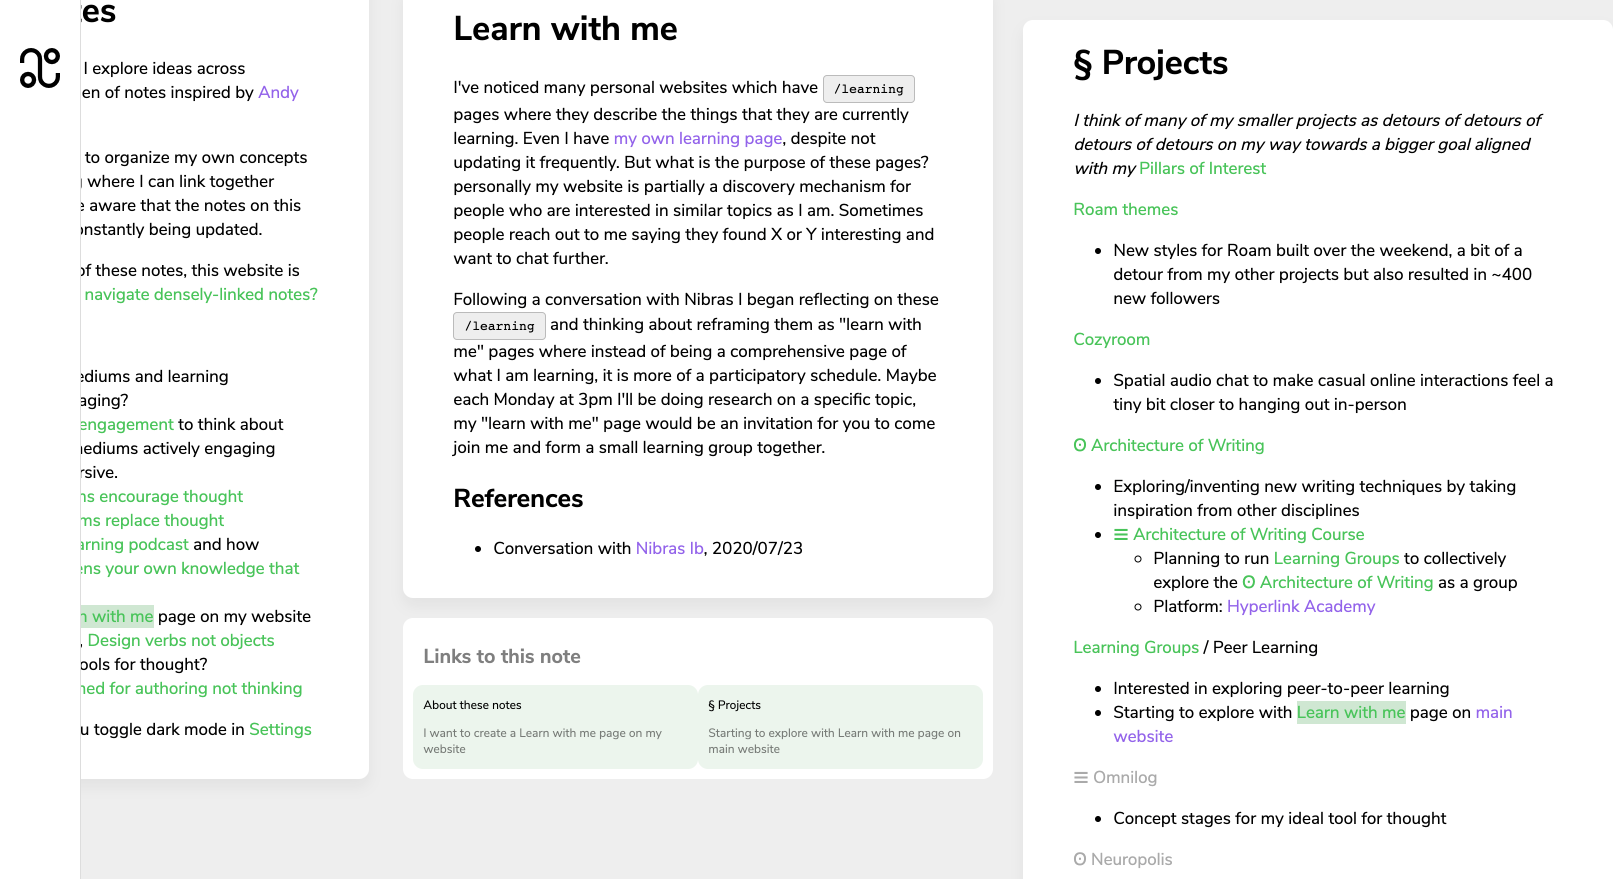 I explore ideas across
of notes inspired by Andy
to organize my own concepts
where I can link together
aware that the notes on this
being updated.
of these notes, this website is
navigate densely-linked notes?
and learning
engagement to think about
actively engaging
encourage thought
replace thought
podcast and how
your own knowledge that
with me page on my website
, Design verbs not objects
for thought?
for authoring not thinking
toggle dark mode in Settings
Learn with me
I've noticed many personal websites which have /learning
pages where they describe the things that they are currently
learning. Even I have my own learning page, despite not
updating it frequently. But what is the purpose of these pages?
personally my website is partially a discovery mechanism for
people who are interested in similar topics as I am. Sometimes
people reach out to me saying they found X or Y interesting and
want to chat further.
Following a conversation with Nibras I began reflecting on these
/learning and thinking about reframing them as "learn with
me" pages where instead of being a comprehensive page of
what I am learning, it is more of a participatory schedule. Maybe
each Monday at 3pm I'll be doing research on a specific topic,
my "learn with me" page would be an invitation for you to come
join me and form a small learning group together.
References
• Conversation with Nibras Ib, 2020/07/23
Links to this note
About these notes
I want to create a Learn with me page on my
website
§ Projects
Starting to explore with Learn with me page on
main website
§ Projects
I think of many of my smaller projects as detours of detours of
detours of detours on my way towards a bigger goal aligned
with my Pillars of Interest
Roam themes
• New styles for Roam built over the weekend, a bit of a
detour from my other projects but also resulted in ~400
new followers
Cozyroom
• Spatial audio chat to make casual online interactions feel a
tiny bit closer to hanging out in-person
ʘ Architecture of Writing
• Exploring/inventing new writing techniques by taking
inspiration from other disciplines
• ☰ Architecture of Writing Course
◦ Planning to run Learning Groups to collectively
explore the ʘ Architecture of Writing as a group
◦ Platform: Hyperlink Academy
Learning Groups / Peer Learning
• Interested in exploring peer-to-peer learning
• Starting to explore with Learn with me page on main
website
☰ Omnilog
• Concept stages for my ideal tool for thought
ʘ Neuropolis